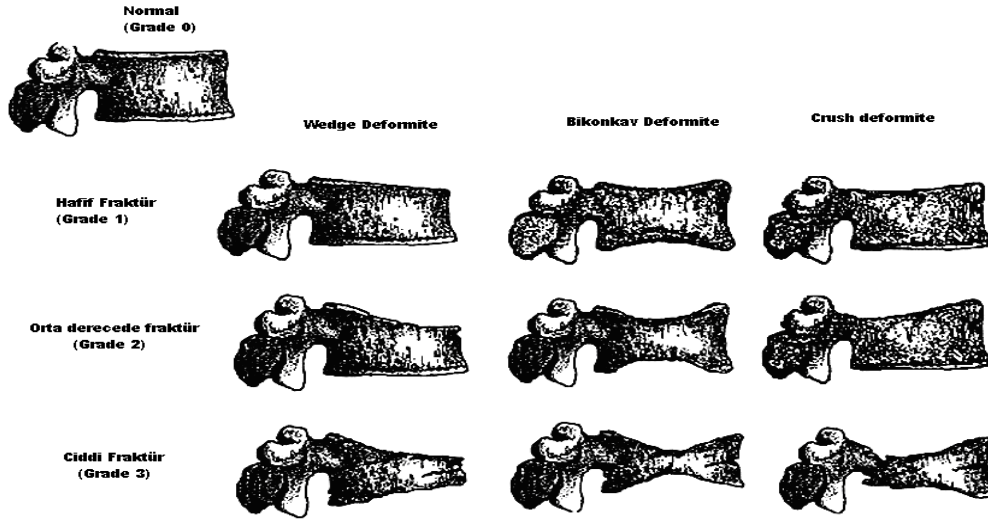 Normal
(Grade 0)
Wedge Deformite
Bikonkav Deformite
Crush deformite
Hafif Fraktür
(Grade 1)
Orta derecede fraktür
(Grade 2)
Ciddi Fraktür
(Grade 3)